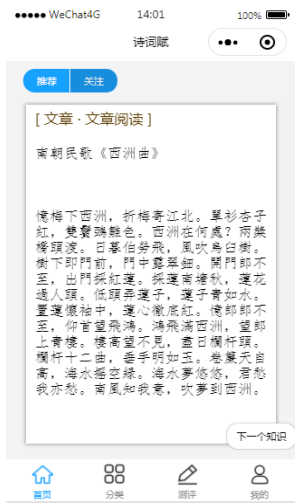 WeChat4G 14:01 100%
诗词赋
推荐 关注
[ 文章 · 文章阅读 ]
南朝民歌《西洲曲》
憶梅下西洲，折梅寄江北。單衫杏子
紅，雙鬢鴉雛色。西洲在何處？兩槳
橋頭渡。日暮伯勞飛，風吹烏臼樹。
樹下即門前，門中露翠鈿。開門郎不
至，出門採紅蓮。採蓮南塘秋，蓮花
過人頭。低頭弄蓮子，蓮子青如水。
置蓮懷袖中，蓮心徹底紅。憶郎郎不
至，仰首望飛鴻。鴻飛滿西洲，望郎
上青樓。樓高望不見，盡日欄杆頭。
欄杆十二曲，垂手明如玉。卷簾天自
高，海水搖空綠。海水夢悠悠，君愁
我亦愁。南風知我意，吹夢到西洲。
下一个知识
首页 分类 测评 我的